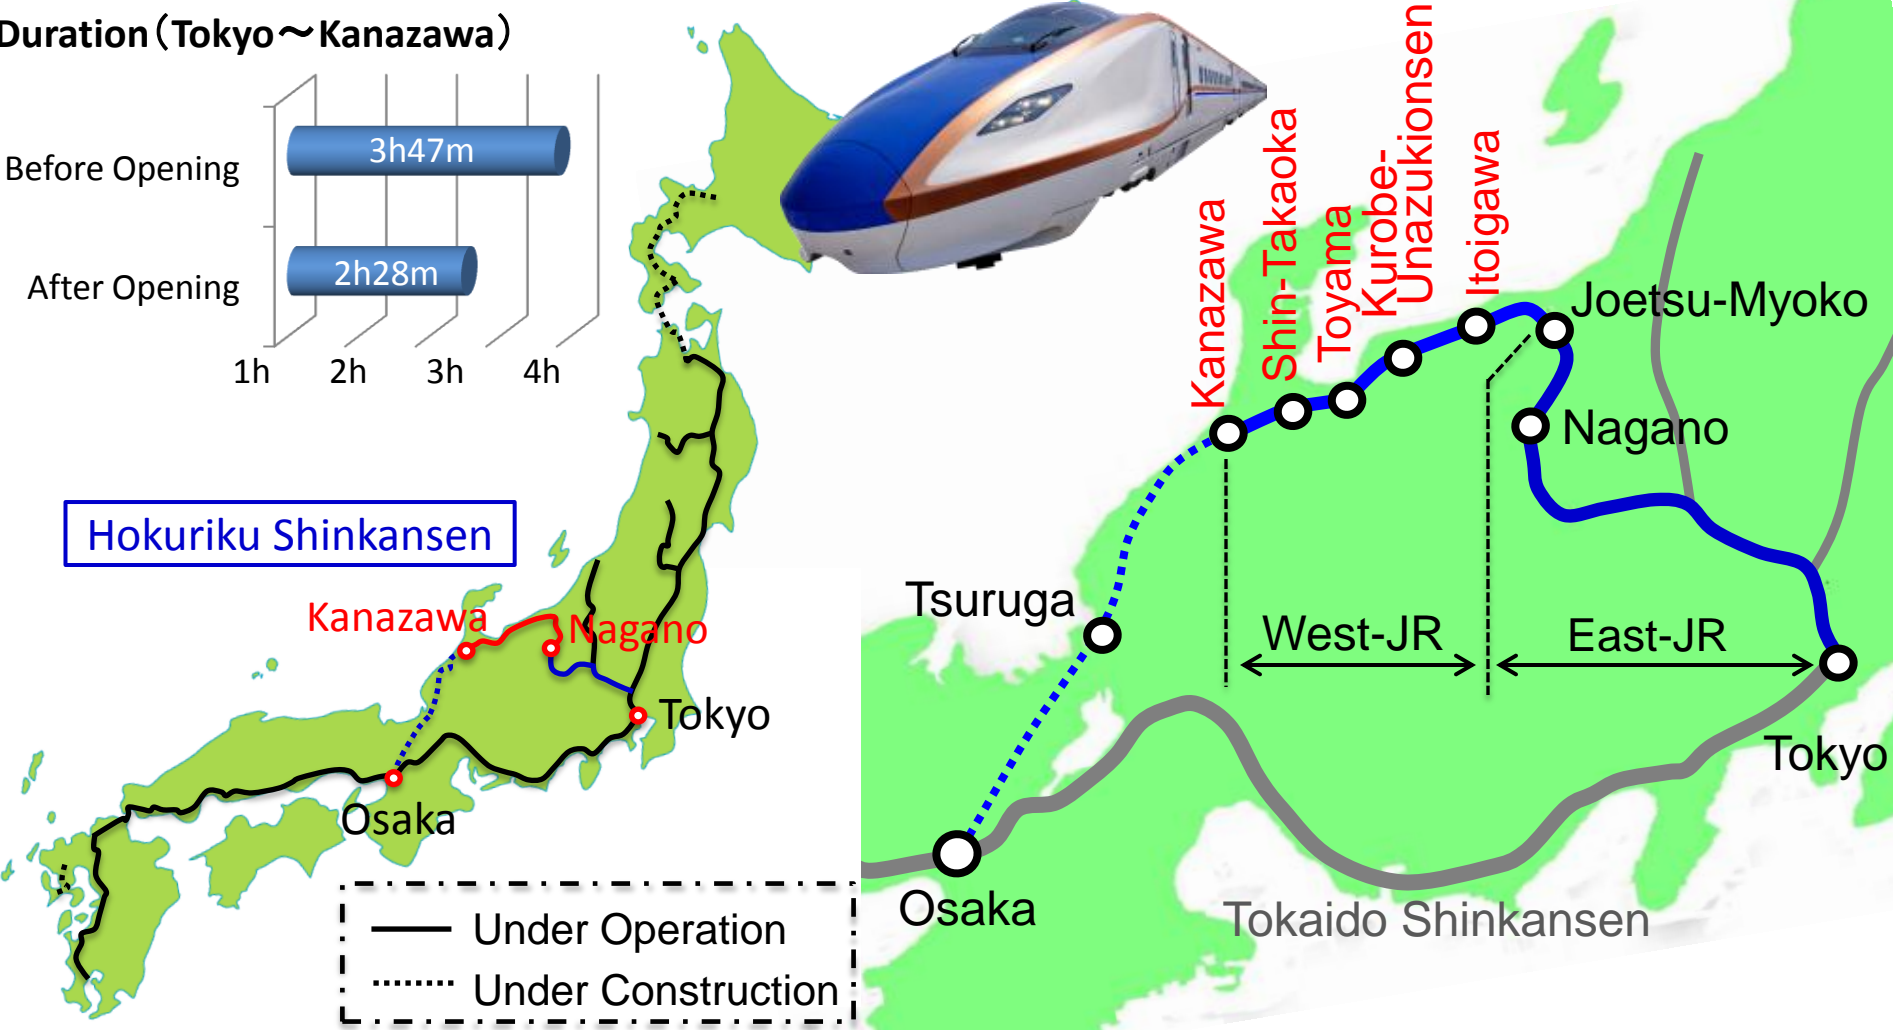 Duration（Tokyo～Kanazawa）
Before Opening
3h47m
After Opening
2h28m
1h
2h
3h
4h
Hokuriku Shinkansen
Kanazawa
Nagano
Tokyo
Osaka
Under Operation
Under Construction
Kanazawa
Shin-Takaoka
Toyama
Kurobe-
Unazukionsen
Itoigawa
Joetsu-Myoko
Nagano
Tsuruga
West-JR
East-JR
Tokyo
Osaka
Tokaido Shinkansen